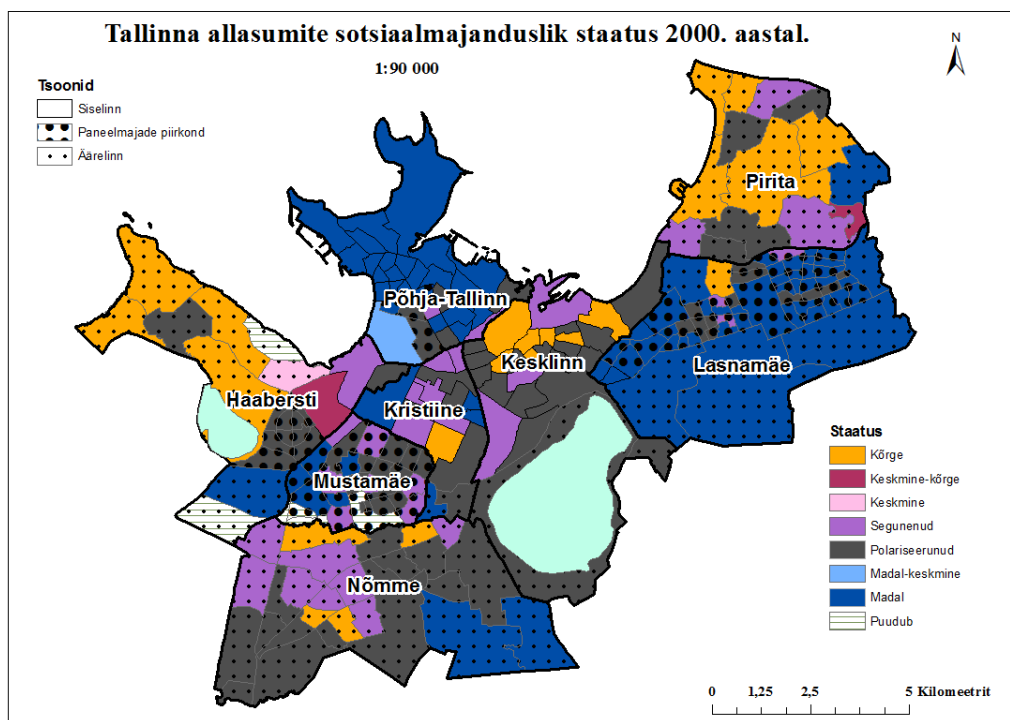 Tallinna allasumite sotsiaalmajanduslik staatus 2000. aastal.
1:90 000
N
Tsoonid
Siselinn
Paneelmajade piirkond
Äärelinn
Pirita
Põhja-Tallinn
Kesklinn
Lasnamäe
Haabersti
Kristiine
Mustamäe
Nõmme
Staatus
Kõrge
Keskmine-kõrge
Keskmine
Segunenud
Polariseerunud
Madal-keskmine
Madal
Puudub
0 1,25 2,5 5 Kilomeetrit